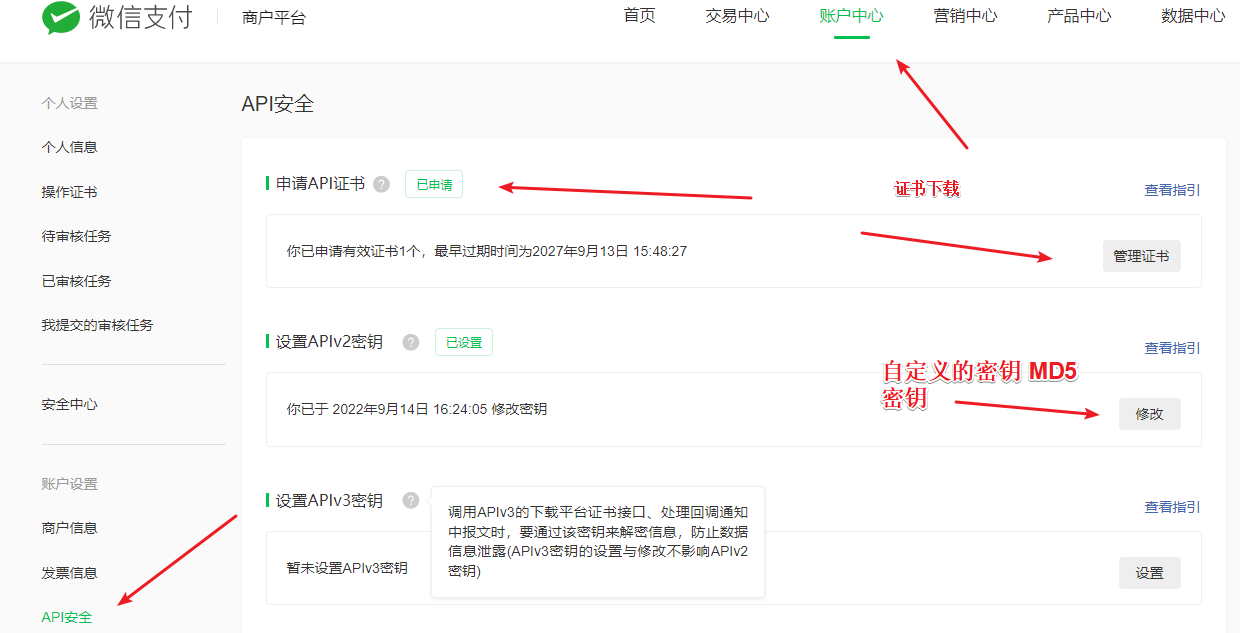 微信支付 商户平台 首页 交易中心 账户中心 营销中心 产品中心 数据中心
个人设置
个人信息
操作证书
待审核任务
已审核任务
我提交的审核任务
安全中心
账户设置
商户信息
发票信息
API安全
API安全
申请API证书 ? 已申请 证书下载 查看指引
你已申请有效证书1个，最早过期时间为2027年9月13日 15:48:27 管理证书
设置APIv2密钥 ? 已设置 查看指引
自定义的密钥 MD5
密钥
你已于 2022年9月14日 16:24:05 修改密钥 修改
设置APIv3密钥 ? 查看指引
调用APIv3的下载平台证书接口、处理回调通知
中报文时，要通过该密钥来解密信息，防止数据
信息泄露(APIv3密钥的设置与修改不影响APIv2
密钥)
暂未设置APIv3密钥 设置